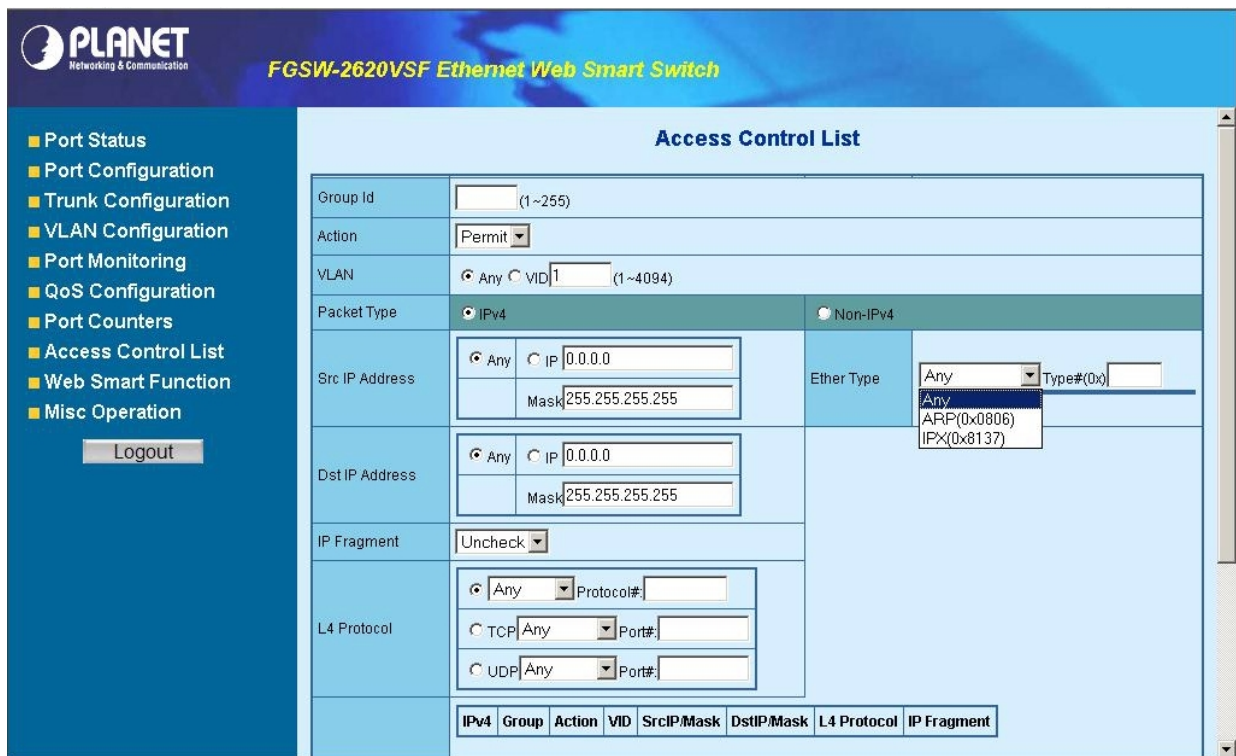 PLANET
Networking & Communication
FGSW-2620VSF Ethernet Web Smart Switch
Port Status
Port Configuration
Trunk Configuration
VLAN Configuration
Port Monitoring
QoS Configuration
Port Counters
Access Control List
Web Smart Function
Misc Operation
Logout
Access Control List
Group Id (1~255)
Action Permit
VLAN Any VID 1 (1~4094)
Packet Type IPv4 Non-IPv4
Src IP Address Any IP 0.0.0.0
Mask 255.255.255.255
Ether Type Any Type#(0x)
Any
ARP(0x0806)
IPX(0x8137)
Dst IP Address Any IP 0.0.0.0
Mask 255.255.255.255
IP Fragment Uncheck
L4 Protocol
Any Protocol#:
TCP Any Port#:
UDP Any Port#:
IPv4 Group Action VID SrcIP/Mask DstIP/Mask L4 Protocol IP Fragment